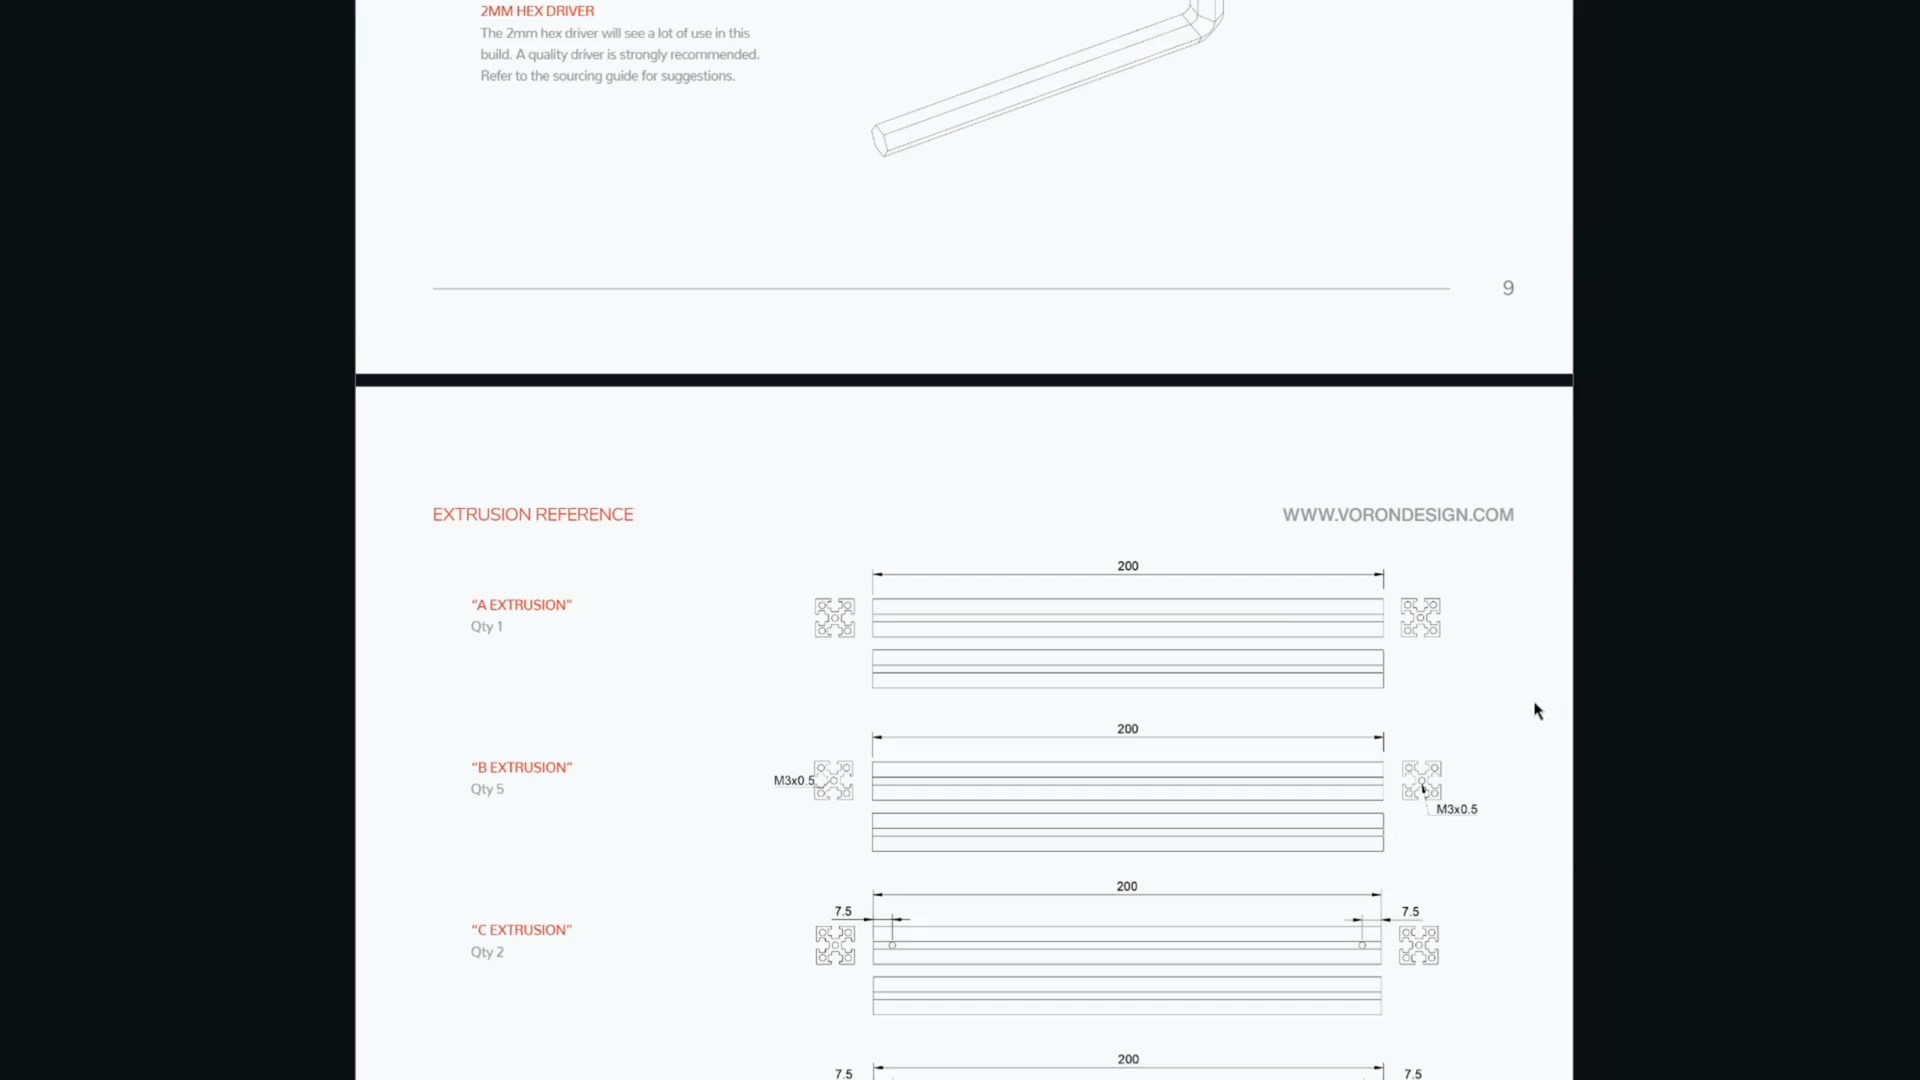 2MM HEX DRIVER
The 2mm hex driver will see a lot of use in this
build. A quality driver is strongly recommended.
Refer to the sourcing guide for suggestions.
9
EXTRUSION REFERENCE
WWW.VORONDESIGN.COM
200
“A EXTRUSION”
Qty 1
200
“B EXTRUSION”
Qty 5
M3x0.5
M3x0.5
200
7.5
7.5
“C EXTRUSION”
Qty 2
200
7.5
7.5